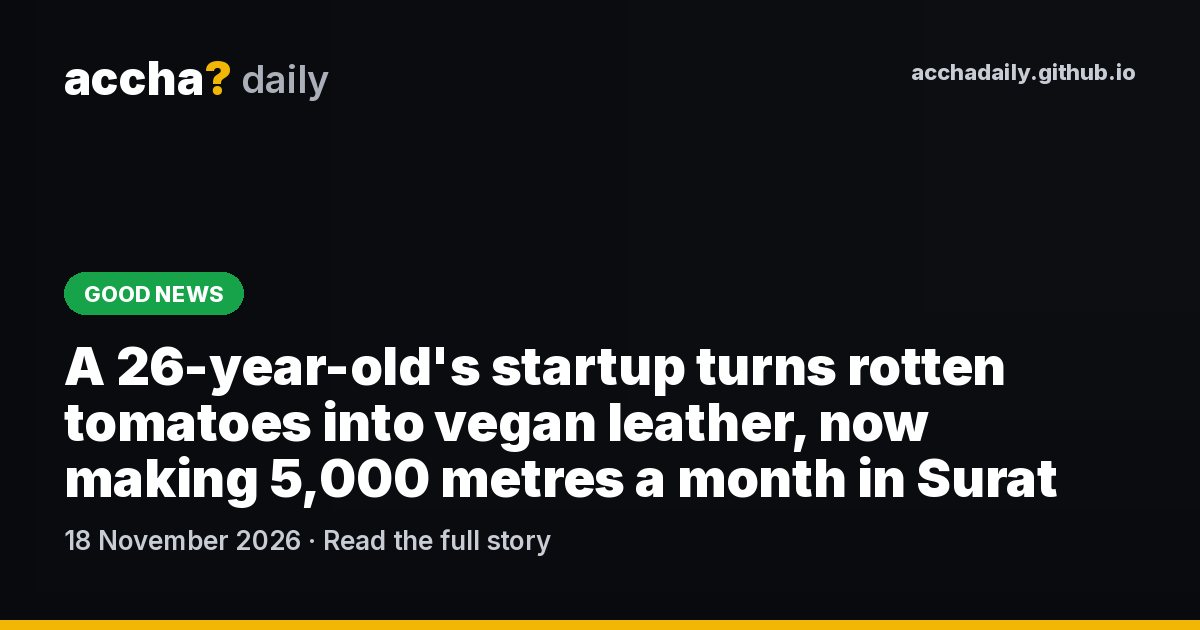 accha? daily
acchadaily.github.io
GOOD NEWS
A 26-year-old's startup turns rotten
tomatoes into vegan leather, now
making 5,000 metres a month in Surat
18 November 2026 · Read the full story